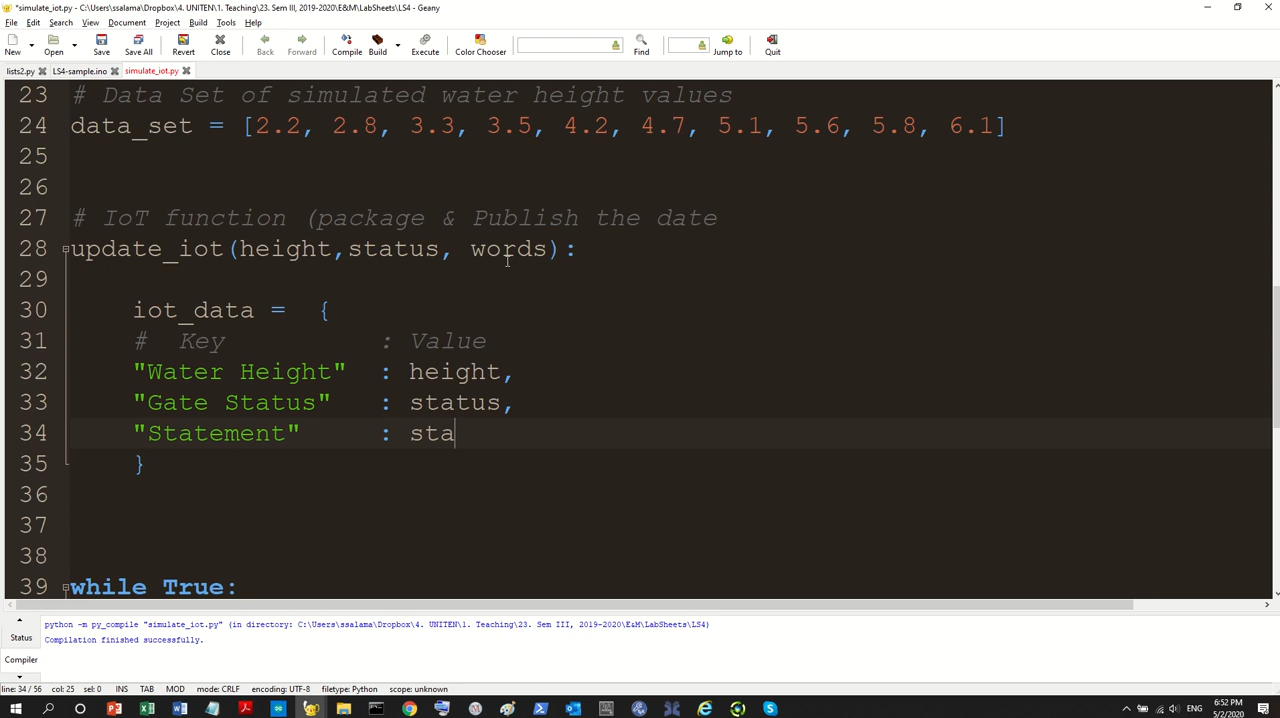 *simulate_iot.py - C:\Users\ssalama\Dropbox\4. UNITEN\1. Teaching\23. Sem III, 2019-2020\E&M\LabSheets\LS4 - Geany
File Edit Search View Document Project Build Tools Help
New Open Save Save All Revert Close Back Forward Compile Build Execute Color Chooser Find Jump to Quit
lists2.py LS4-sample.ino simulate_iot.py
23 # Data Set of simulated water height values
24 data_set = [2.2, 2.8, 3.3, 3.5, 4.2, 4.7, 5.1, 5.6, 5.8, 6.1]
25
26
27 # IoT function (package & Publish the date
28 update_iot(height,status, words):
29
30 iot_data = {
31 # Key : Value
32 "Water Height" : height,
33 "Gate Status" : status,
34 "Statement" : sta
35 }
36
37
38
39 while True:
Status
Compiler
python -m py_compile "simulate_iot.py" (in directory: C:\Users\ssalama\Dropbox\4. UNITEN\1. Teaching\23. Sem III, 2019-2020\E&M\LabSheets\LS4)
Compilation finished successfully.
line: 34 / 56 col: 25 sel: 0 INS TAB MOD mode: CRLF encoding: UTF-8 filetype: Python scope: unknown
ENG
6:52 PM
5/2/2020